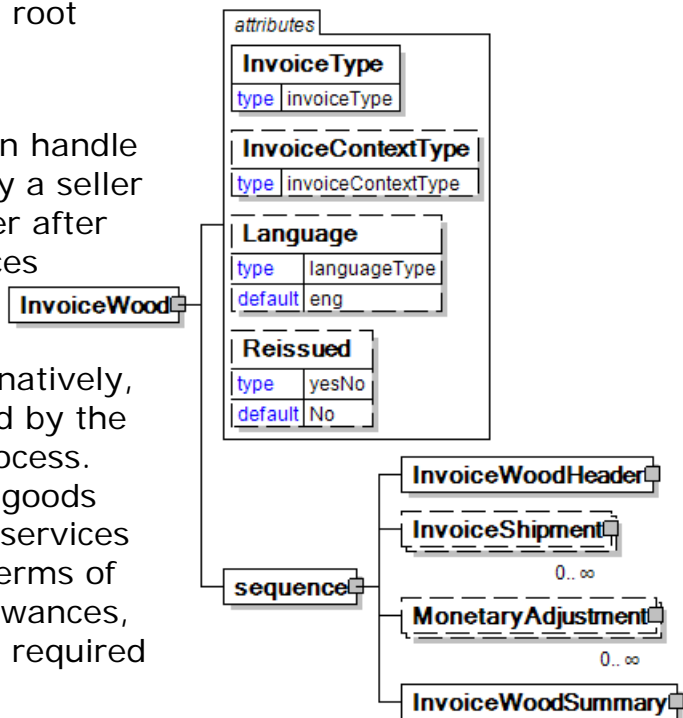 root
n handle
y a seller
er after
ces
natively,
d by the
ocess.
goods
services
erms of
wances,
required
InvoiceWood
attributes
InvoiceType
type invoiceType
InvoiceContextType
type invoiceContextType
Language
type languageType
default eng
Reissued
type yesNo
default No
sequence
InvoiceWoodHeader
InvoiceShipment
0.. ∞
MonetaryAdjustment
0.. ∞
InvoiceWoodSummary